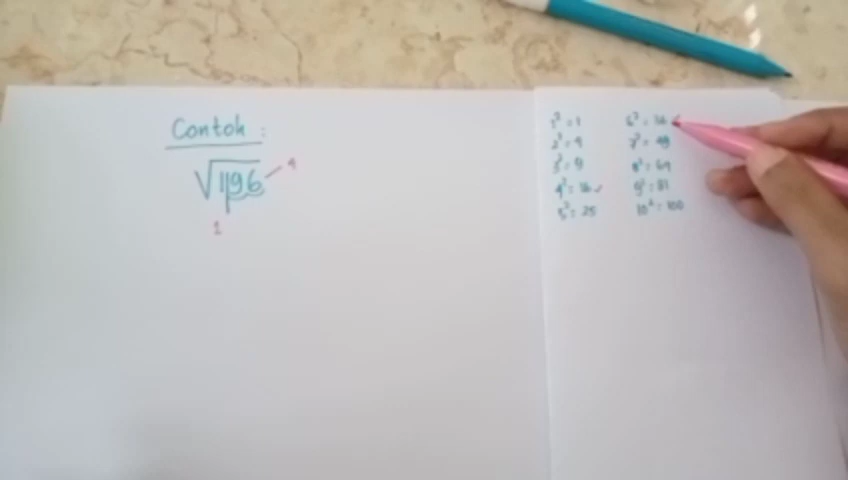 Contoh :
√196
4
1
1² = 1
2² = 4
3² = 9
4² = 16 ✓
5² = 25
6² = 36 ✓
7² = 49
8² = 64
9² = 81
10² = 100